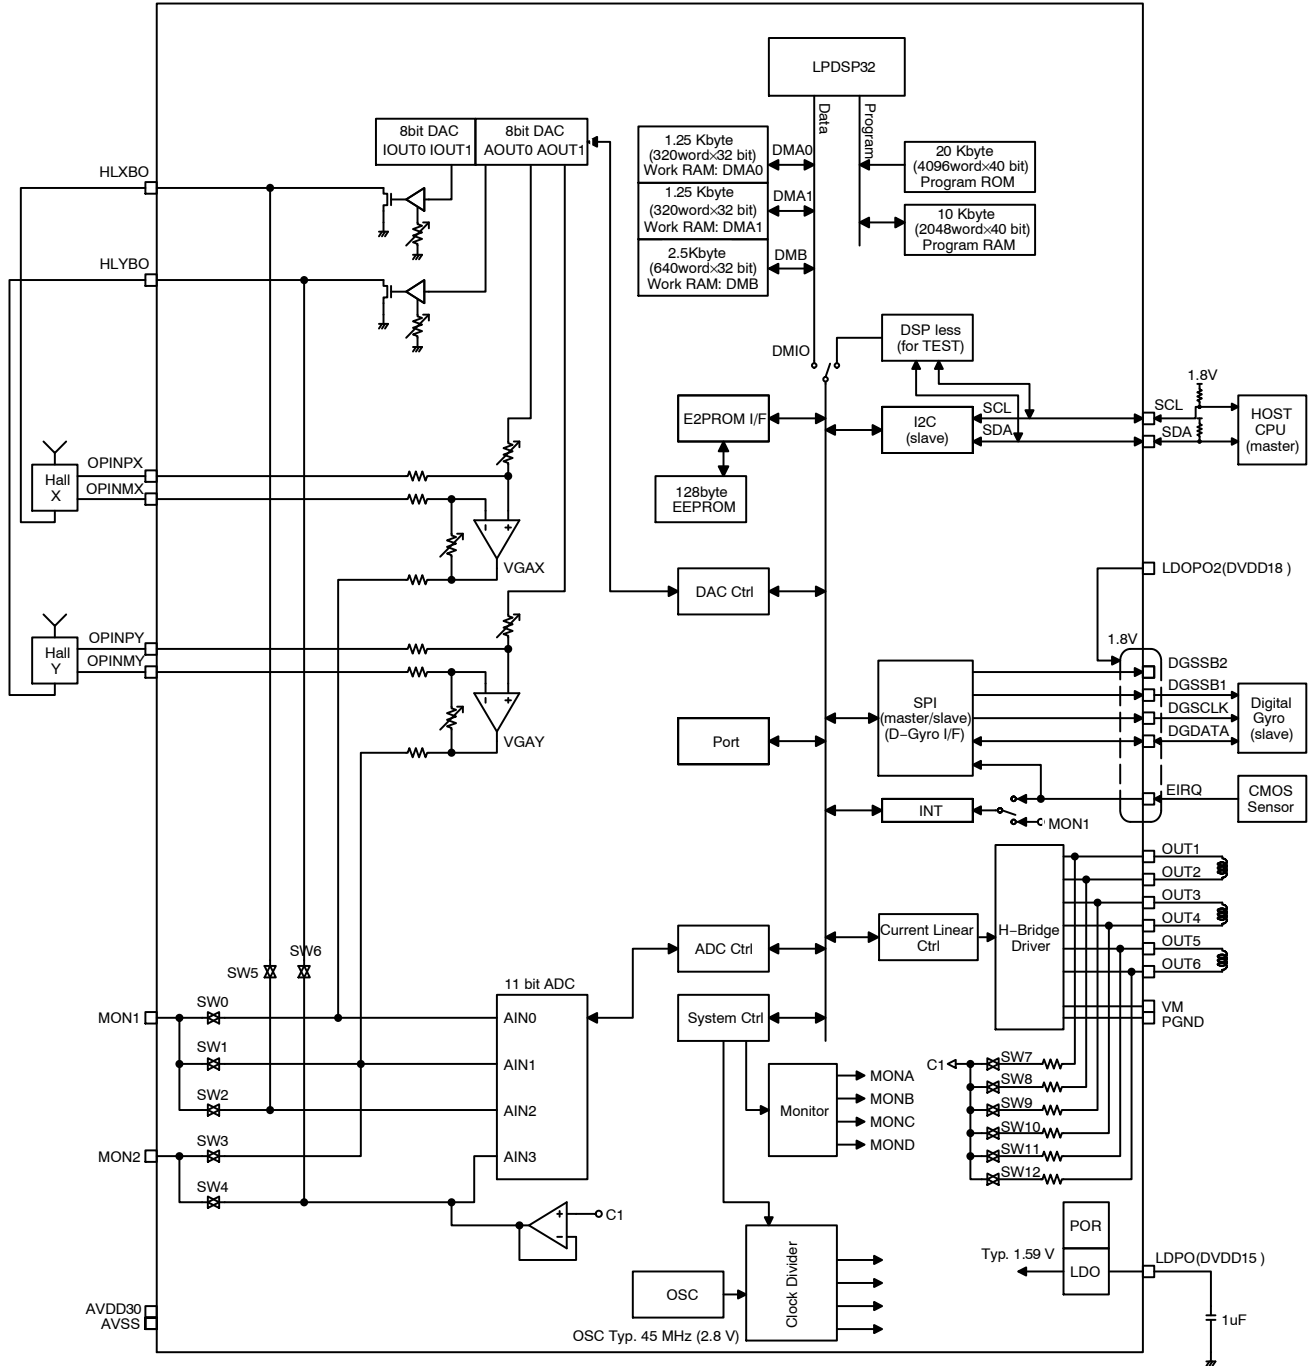 LPDSP32
Data
Program
8bit DAC
IOUT0 IOUT1
8bit DAC
AOUT0 AOUT1
1.25 Kbyte
(320word×32 bit)
Work RAM: DMA0
DMA0
1.25 Kbyte
(320word×32 bit)
Work RAM: DMA1
DMA1
2.5Kbyte
(640word×32 bit)
Work RAM: DMB
DMB
20 Kbyte
(4096word×40 bit)
Program ROM
10 Kbyte
(2048word×40 bit)
Program RAM
HLXBO
HLYBO
DMIO
DSP less
(for TEST)
E2PROM I/F
128byte
EEPROM
I2C
(slave)
SCL
SDA
1.8V
SCL
SDA
HOST
CPU
(master)
Hall
X
OPINPX
OPINMX
VGAX
DAC Ctrl
LDOPO2(DVDD18 )
1.8V
Hall
Y
OPINPY
OPINMY
VGAY
Port
SPI
(master/slave)
(D−Gyro I/F)
DGSSB2
DGSSB1
DGSCLK
DGDATA
Digital
Gyro
(slave)
EIRQ
CMOS
Sensor
INT
MON1
OUT1
OUT2
OUT3
OUT4
OUT5
OUT6
VM
PGND
Current Linear
Ctrl
H−Bridge
Driver
ADC Ctrl
System Ctrl
SW6
SW5
11 bit ADC
AIN0
AIN1
AIN2
AIN3
MON1
SW0
SW1
SW2
MON2
SW3
SW4
Monitor
MONA
MONB
MONC
MOND
C1
SW7
SW8
SW9
SW10
SW11
SW12
+
−
C1
POR
LDO
Typ. 1.59 V
LDPO(DVDD15 )
1uF
OSC
Clock Divider
OSC Typ. 45 MHz (2.8 V)
AVDD30
AVSS